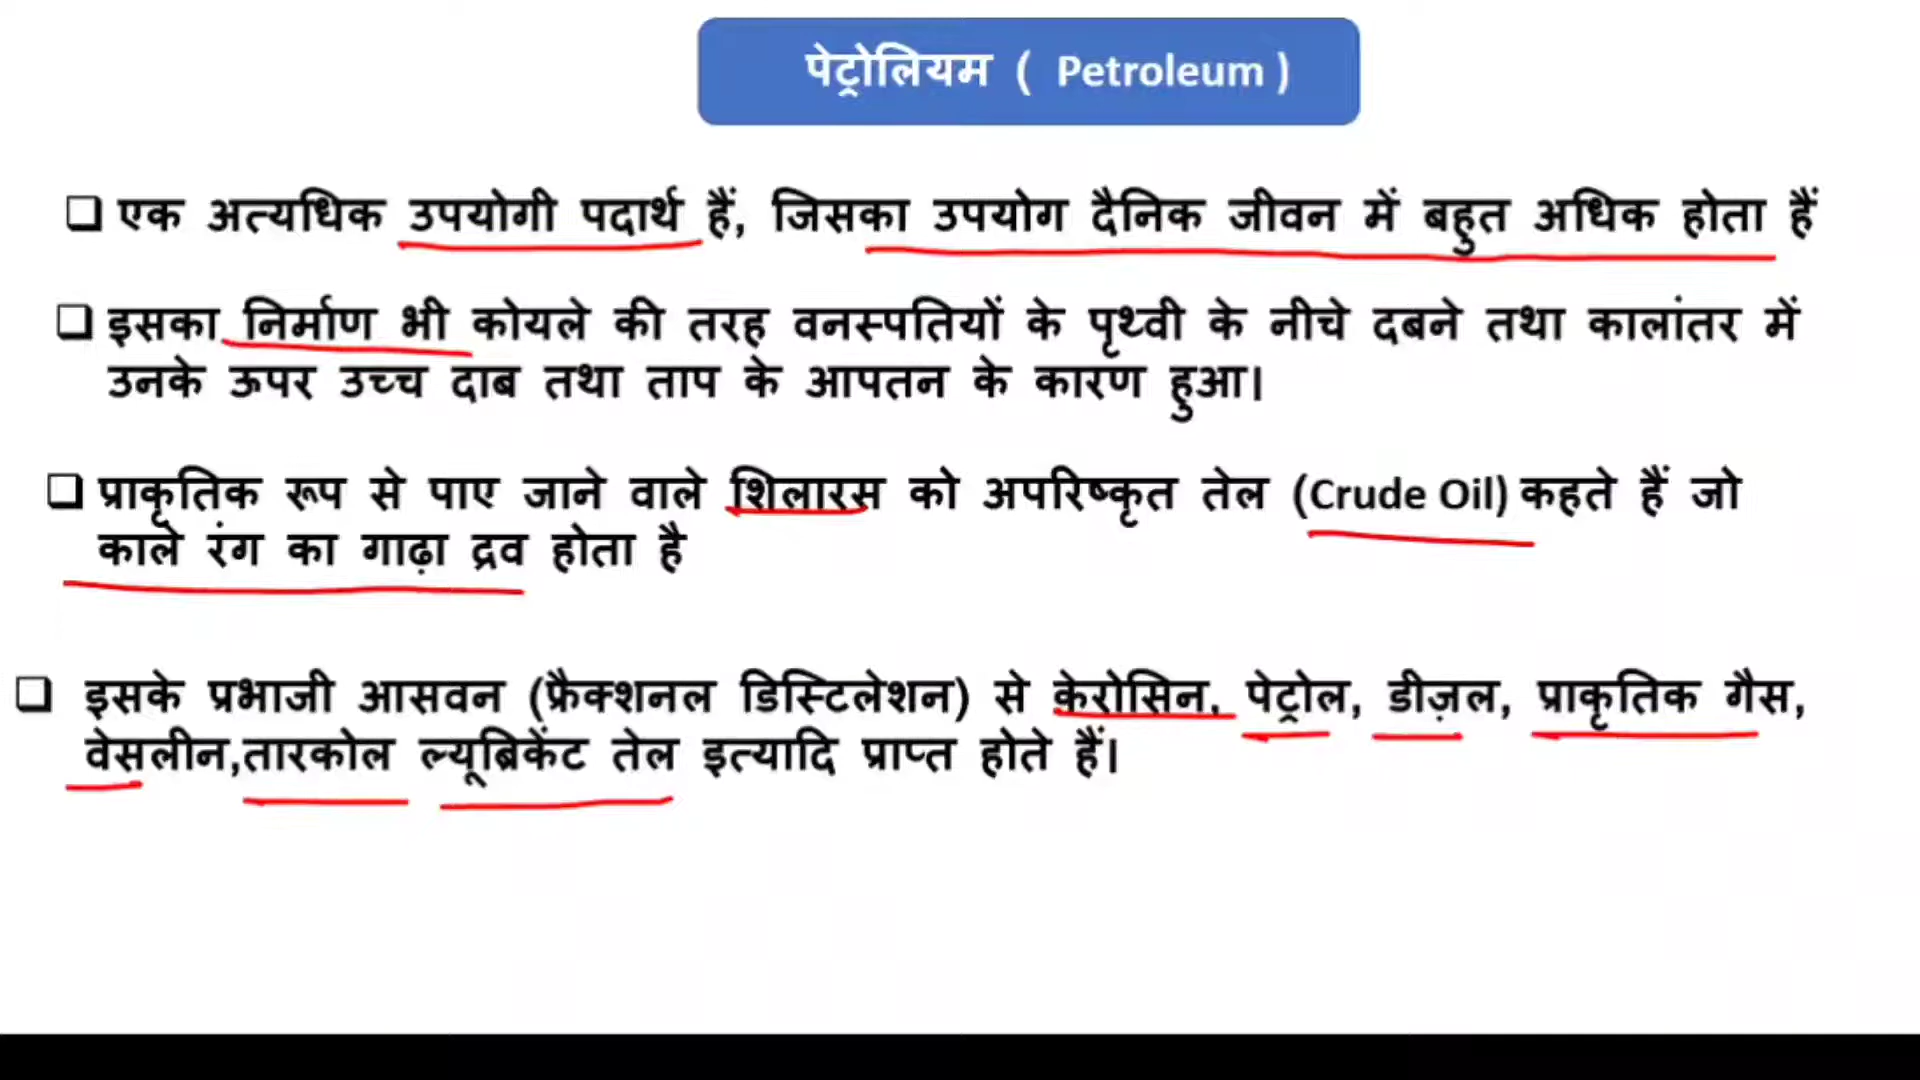 पेट्रोलियम ( Petroleum )
एक अत्यधिक उपयोगी पदार्थ हैं, जिसका उपयोग दैनिक जीवन में बहुत अधिक होता हैं
इसका निर्माण भी कोयले की तरह वनस्पतियों के पृथ्वी के नीचे दबने तथा कालांतर में
उनके ऊपर उच्च दाब तथा ताप के आपतन के कारण हुआ।
प्राकृतिक रूप से पाए जाने वाले शिलारस को अपरिष्कृत तेल (Crude Oil) कहते हैं जो
काले रंग का गाढ़ा द्रव होता है
इसके प्रभाजी आसवन (फ्रैक्शनल डिस्टिलेशन) से केरोसिन, पेट्रोल, डीज़ल, प्राकृतिक गैस,
वेसलीन,तारकोल ल्यूब्रिकेंट तेल इत्यादि प्राप्त होते हैं।